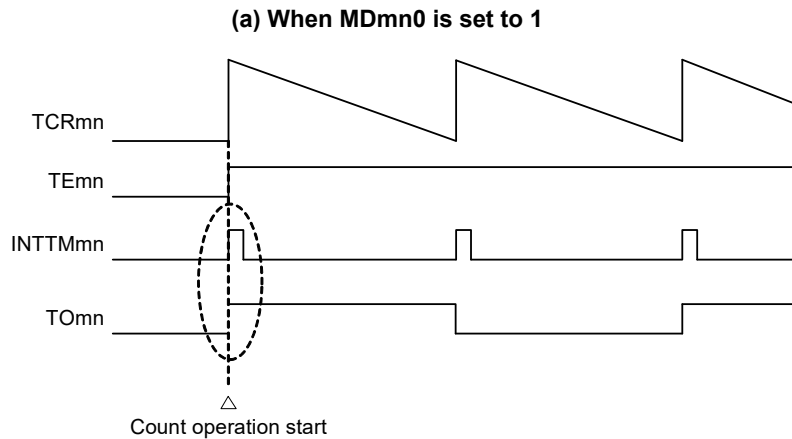 (a) When MDmn0 is set to 1
TCRmn
TEmn
INTTMmn
TOmn
Count operation start